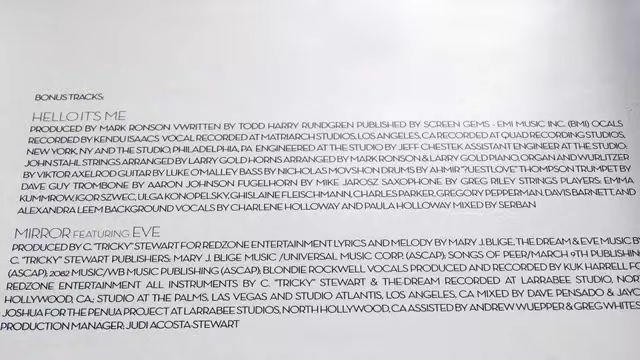 BONUS TRACKS:
HELLO IT'S ME
PRODUCED BY MARK RONSON VWRITTEN BY TODD HARRY RUNDGREN PUBLISHED BY SCREEN GEMS - EMI MUSIC INC. (BMI) OCALS
RECORDED BY KENDU ISAACS VOCAL RECORDED AT MATRIARCH STUDIOS, LOS ANGELES, CA RECORDED AT QUAD RECORDING STUDIOS,
NEW YORK, NY AND THE STUDIO, PHILADELPHIA, PA ENGINEERED AT THE STUDIO BY JEFF CHESTEK ASSISTANT ENGINEER AT THE STUDIO:
JOHN STAHL STRINGS ARRANGED BY LARRY GOLD HORNS ARRANGED BY MARK RONSON & LARRY GOLD PIANO, ORGAN AND WURLITZER
BY VIKTOR AXELROD GUITAR BY LUKE O'MALLEY BASS BY NICHOLAS MOVSHON DRUMS BY AHMIR "?UESTLOVE" THOMPSON TRUMPET BY
DAVE GUY TROMBONE BY AARON JOHNSON FUGELHORN BY MIKE JAROSZ SAXOPHONE BY GREG RILEY STRINGS PLAYERS: EMMA
KUMMROW, IGOR SZWEC, ULGA KONOPELSKY, GHISLAINE FLEISCHMANN, CHARLES PARKER, GREGORY PEPPERMAN, DAVIS BARNETT, AND
ALEXANDRA LEEM BACKGROUND VOCALS BY CHARLENE HOLLOWAY AND PAULA HOLLOWAY MIXED BY SERBAN
MIRROR FEATURING EVE
PRODUCED BY C. "TRICKY" STEWART FOR REDZONE ENTERTAINMENT LYRICS AND MELODY BY MARY J. BLIGE, THE DREAM & EVE MUSIC BY
C. "TRICKY" STEWART PUBLISHERS: MARY J. BLIGE MUSIC /UNIVERSAL MUSIC CORP. (ASCAP); SONGS OF PEER/MARCH 9TH PUBLISHING
(ASCAP); 2082 MUSIC/WB MUSIC PUBLISHING (ASCAP); BLONDIE ROCKWELL VOCALS PRODUCED AND RECORDED BY KUK HARRELL FO
REDZONE ENTERTAINMENT ALL INSTRUMENTS BY C. "TRICKY" STEWART & THE-DREAM RECORDED AT LARRABEE STUDIO, NORT
HOLLYWOOD, CA.; STUDIO AT THE PALMS, LAS VEGAS AND STUDIO ATLANTIS, LOS ANGELES, CA MIXED BY DAVE PENSADO & JAYC
JOSHUA FOR THE PENUA PROJECT AT LARRABEE STUDIOS, NORTH HOLLYWOOD, CA ASSISTED BY ANDREW WUEPPER & GREG WHITES
PRODUCTION MANAGER: JUDI ACOSTA-STEWART